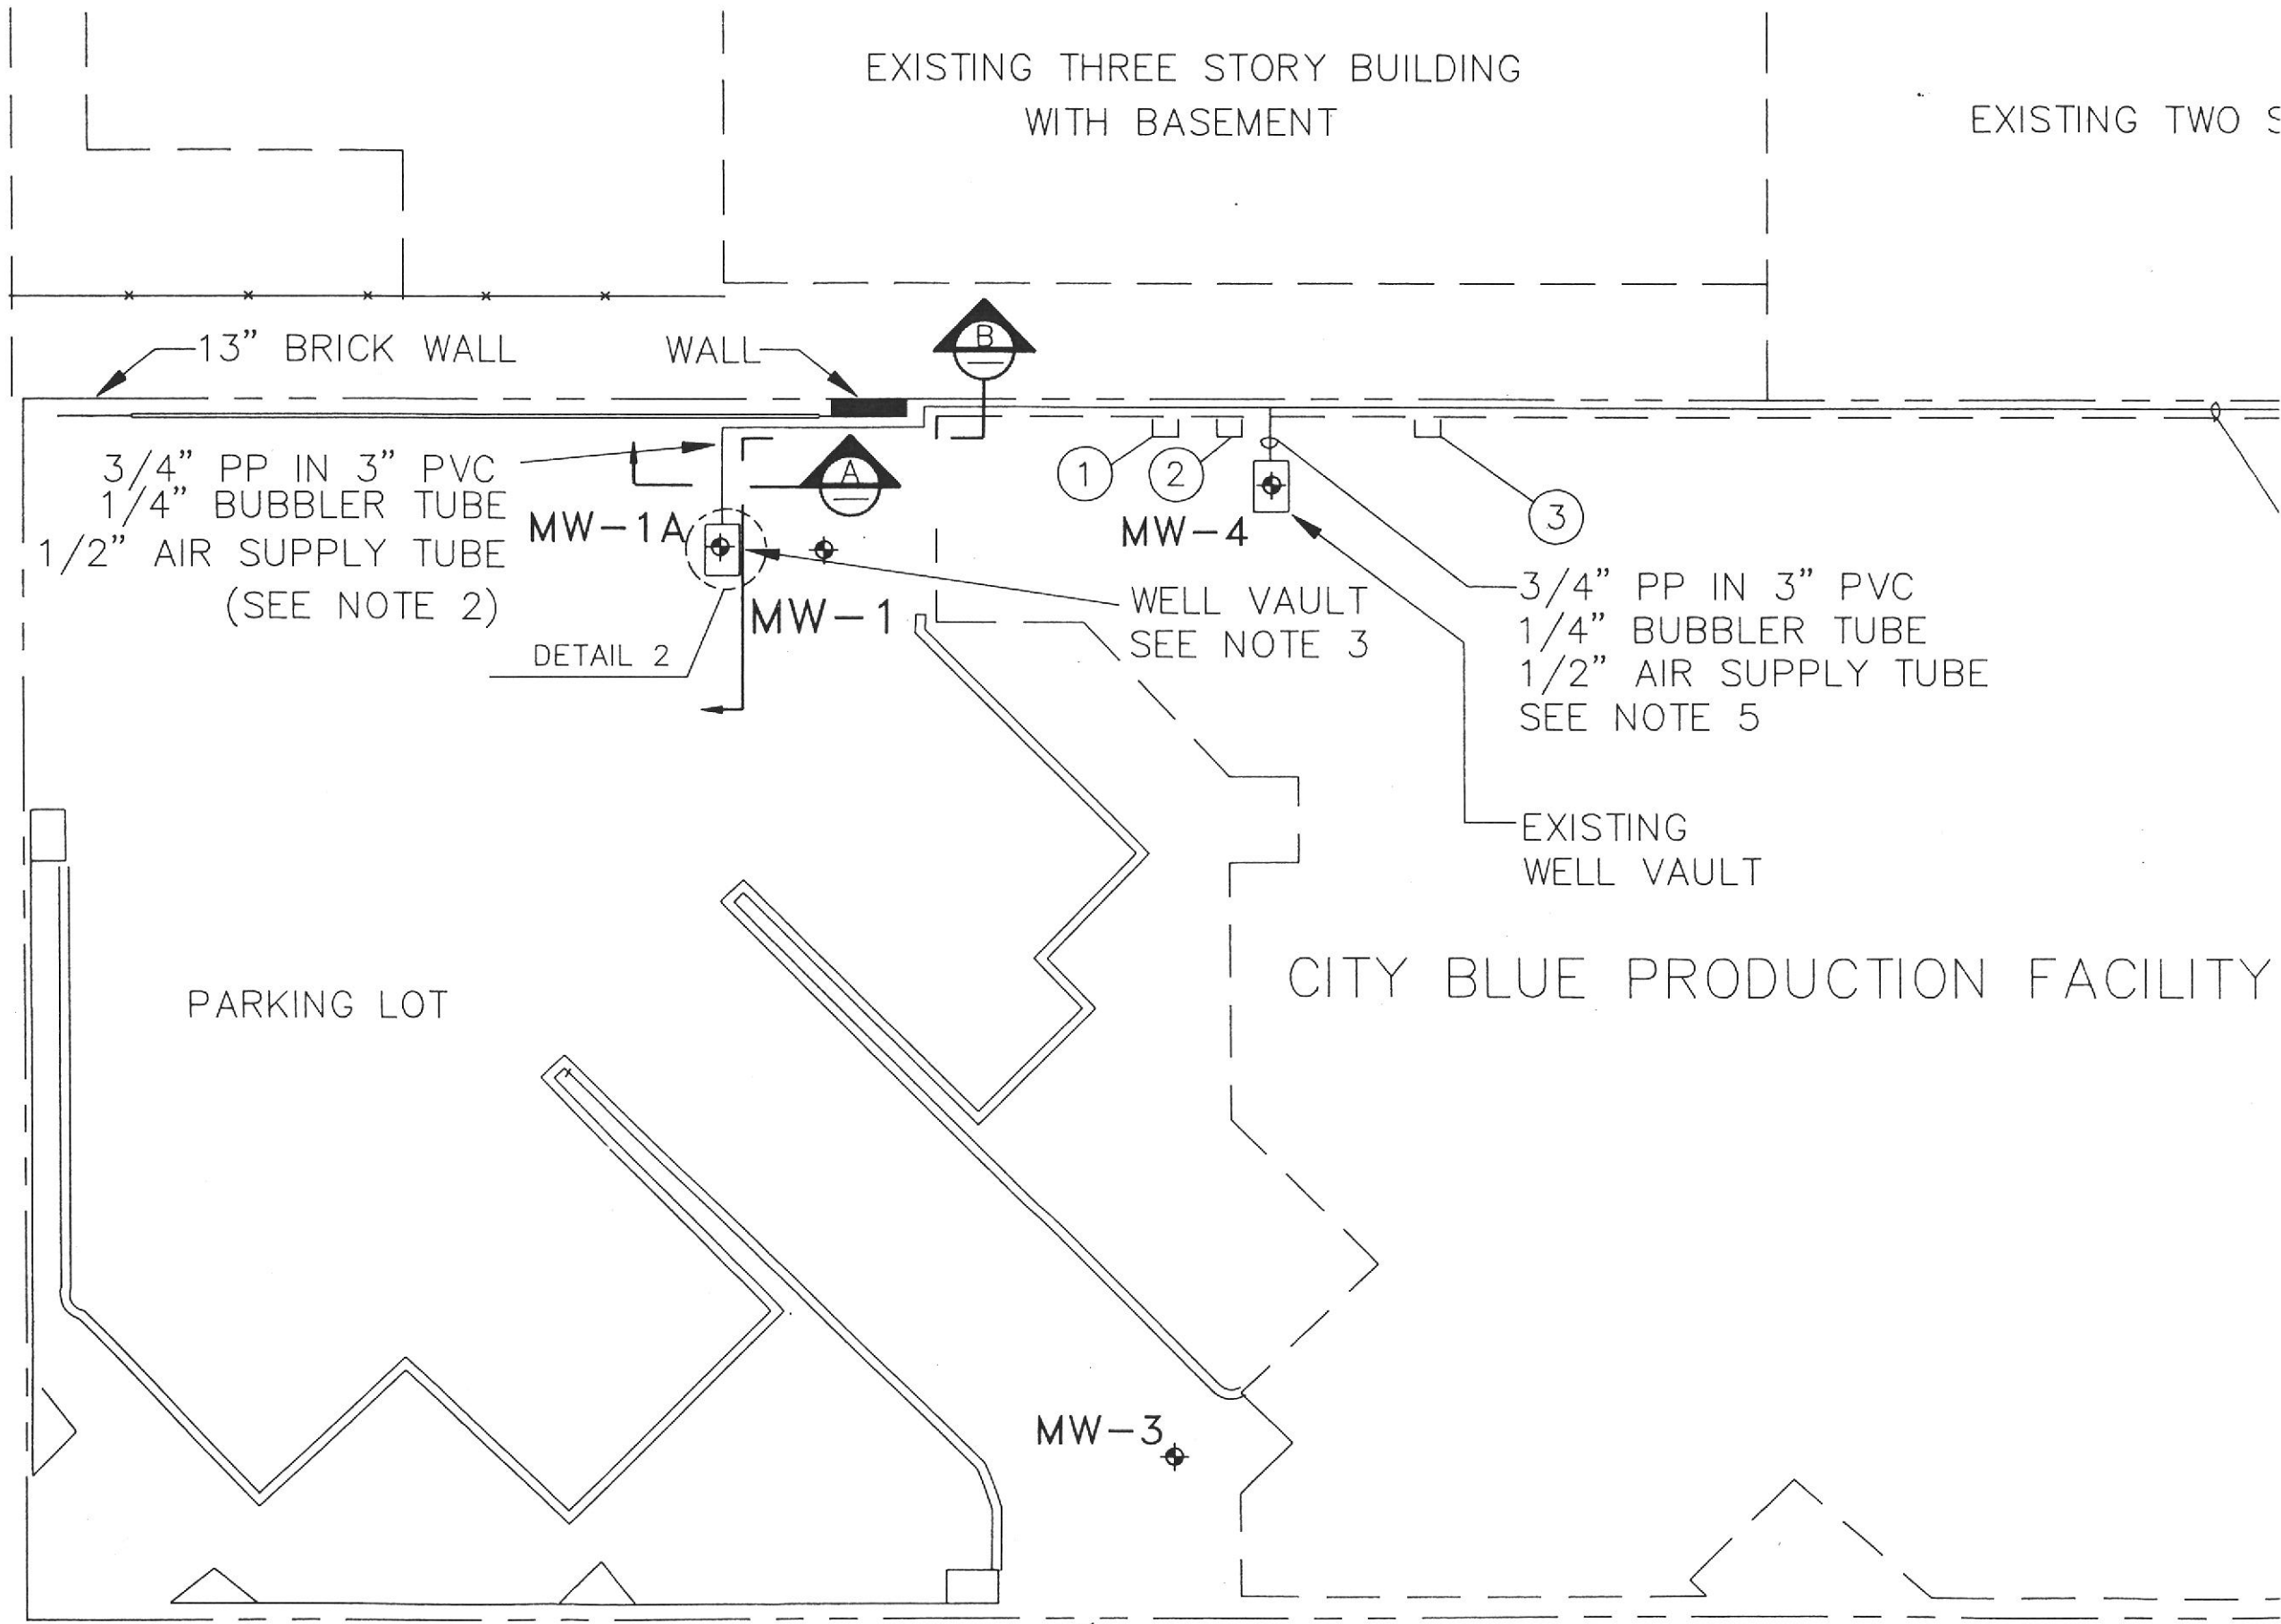 EXISTING THREE STORY BUILDING
WITH BASEMENT
EXISTING TWO
13” BRICK WALL
WALL
B
3/4” PP IN 3” PVC
1/4” BUBBLER TUBE
1/2” AIR SUPPLY TUBE
(SEE NOTE 2)
A
MW-1A
MW-1
DETAIL 2
1
2
3
MW-4
WELL VAULT
SEE NOTE 3
3/4” PP IN 3” PVC
1/4” BUBBLER TUBE
1/2” AIR SUPPLY TUBE
SEE NOTE 5
EXISTING
WELL VAULT
CITY BLUE PRODUCTION FACILITY
PARKING LOT
MW-3